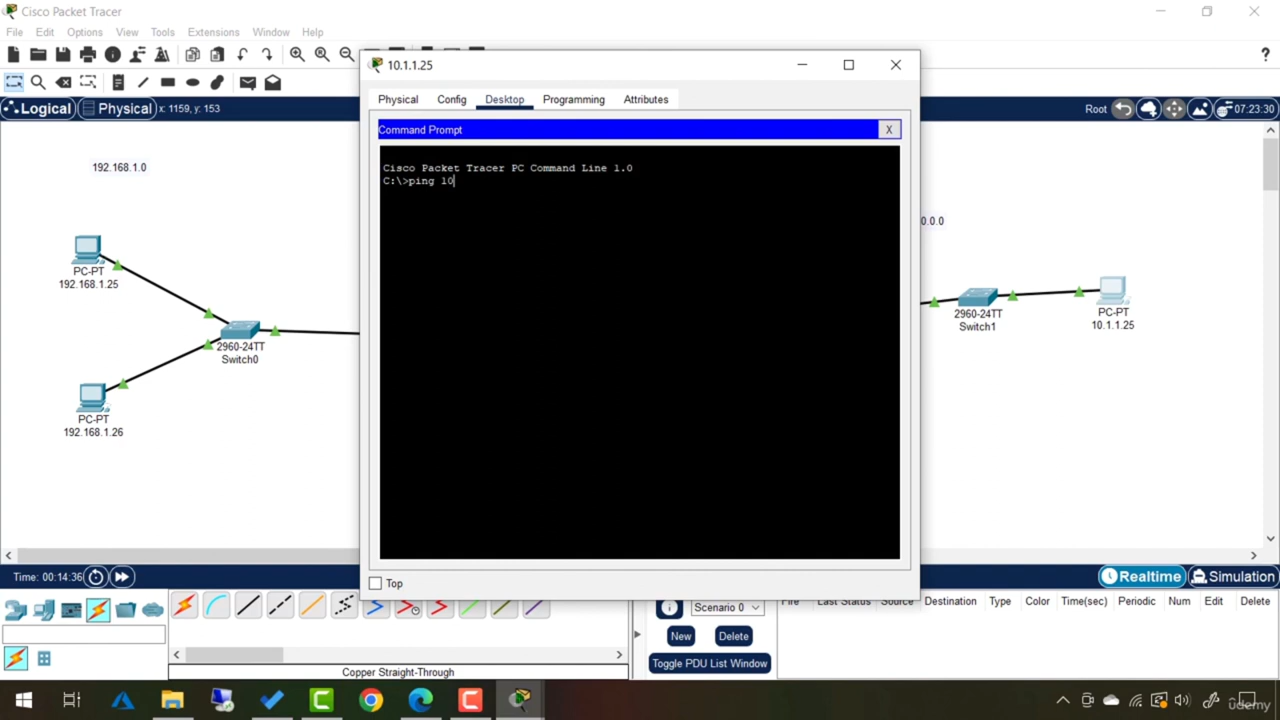 Cisco Packet Tracer
File Edit Options View Tools Extensions Window Help
?
Logical Physical x: 1159, y: 153
Root 07:23:30
10.1.1.25
Physical Config Desktop Programming Attributes
Command Prompt X
Cisco Packet Tracer PC Command Line 1.0
C:\>ping 10
192.168.1.0
PC-PT
192.168.1.25
2960-24TT
Switch0
PC-PT
192.168.1.26
0.0.0
2960-24TT
Switch1
PC-PT
10.1.1.25
Top
Time: 00:14:36
Realtime Simulation
Scenario 0
Fire Last Status Source Destination Type Color Time(sec) Periodic Num Edit Delete
New Delete
Toggle PDU List Window
Copper Straight-Through
udemy